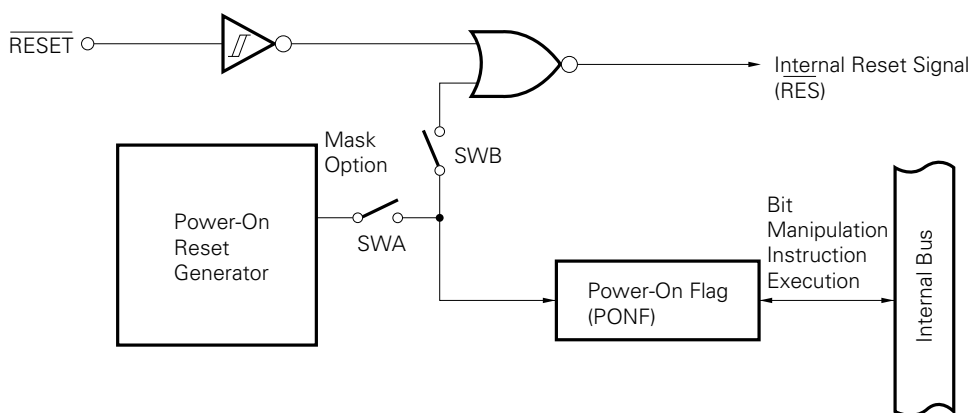 RESET
Internal Reset Signal
(RES)
Mask
Option
SWB
Power-On
Reset
Generator
SWA
Bit
Manipulation
Instruction
Execution
Power-On Flag
(PONF)
Internal Bus